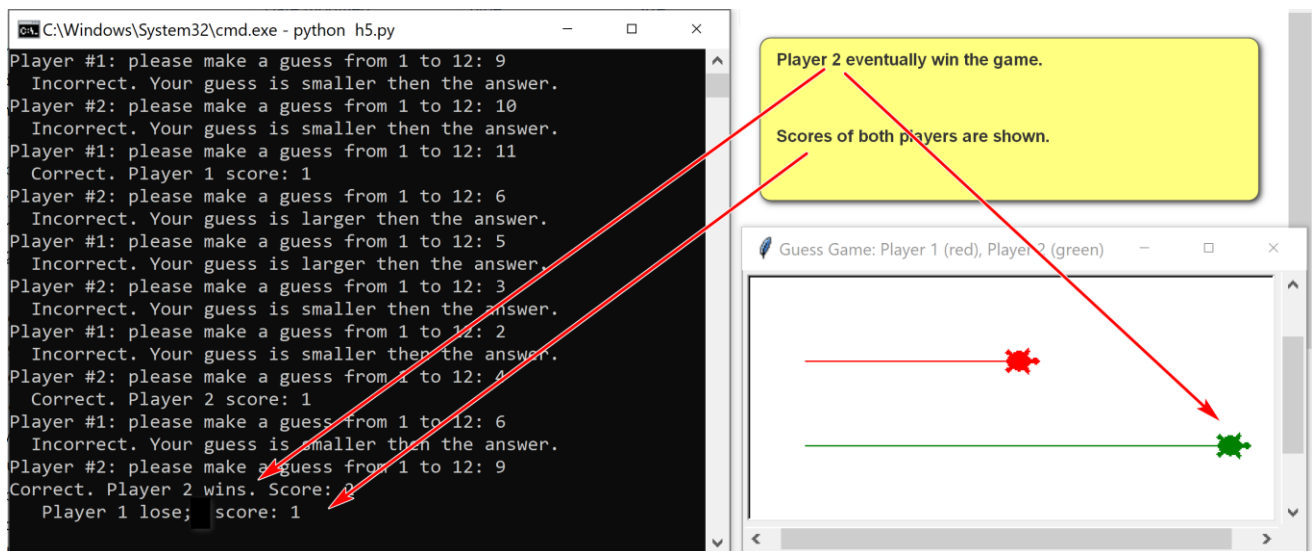 C:\Windows\System32\cmd.exe - python h5.py
Player #1: please make a guess from 1 to 12: 9
Incorrect. Your guess is smaller then the answer.
Player #2: please make a guess from 1 to 12: 10
Incorrect. Your guess is smaller then the answer.
Player #1: please make a guess from 1 to 12: 11
Correct. Player 1 score: 1
Player #2: please make a guess from 1 to 12: 6
Incorrect. Your guess is larger then the answer.
Player #1: please make a guess from 1 to 12: 5
Incorrect. Your guess is larger then the answer.
Player #2: please make a guess from 1 to 12: 3
Incorrect. Your guess is smaller then the answer.
Player #1: please make a guess from 1 to 12: 2
Incorrect. Your guess is smaller then the answer.
Player #2: please make a guess from 1 to 12: 4
Correct. Player 2 score: 1
Player #1: please make a guess from 1 to 12: 6
Incorrect. Your guess is smaller then the answer.
Player #2: please make a guess from 1 to 12: 9
Correct. Player 2 wins. Score: 2
Player 1 lose; score: 1
Player 2 eventually win the game.
Scores of both players are shown.
Guess Game: Player 1 (red), Player 2 (green)